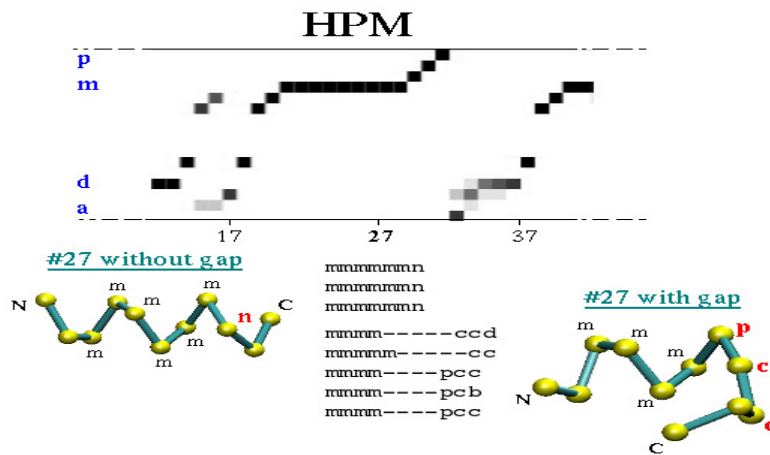 HPM
p
m
d
a
17 27 37
#27 without gap
N
m
m
m
m
m
m
n
C
mmmmmmn
mmmmmmn
mmmmmmn
mmmm-----ccd
mmmmm-----cc
mmmm----pcc
mmmm----pcb
mmmm----pcc
#27 with gap
N
m
m
m
m
p
c
c
C